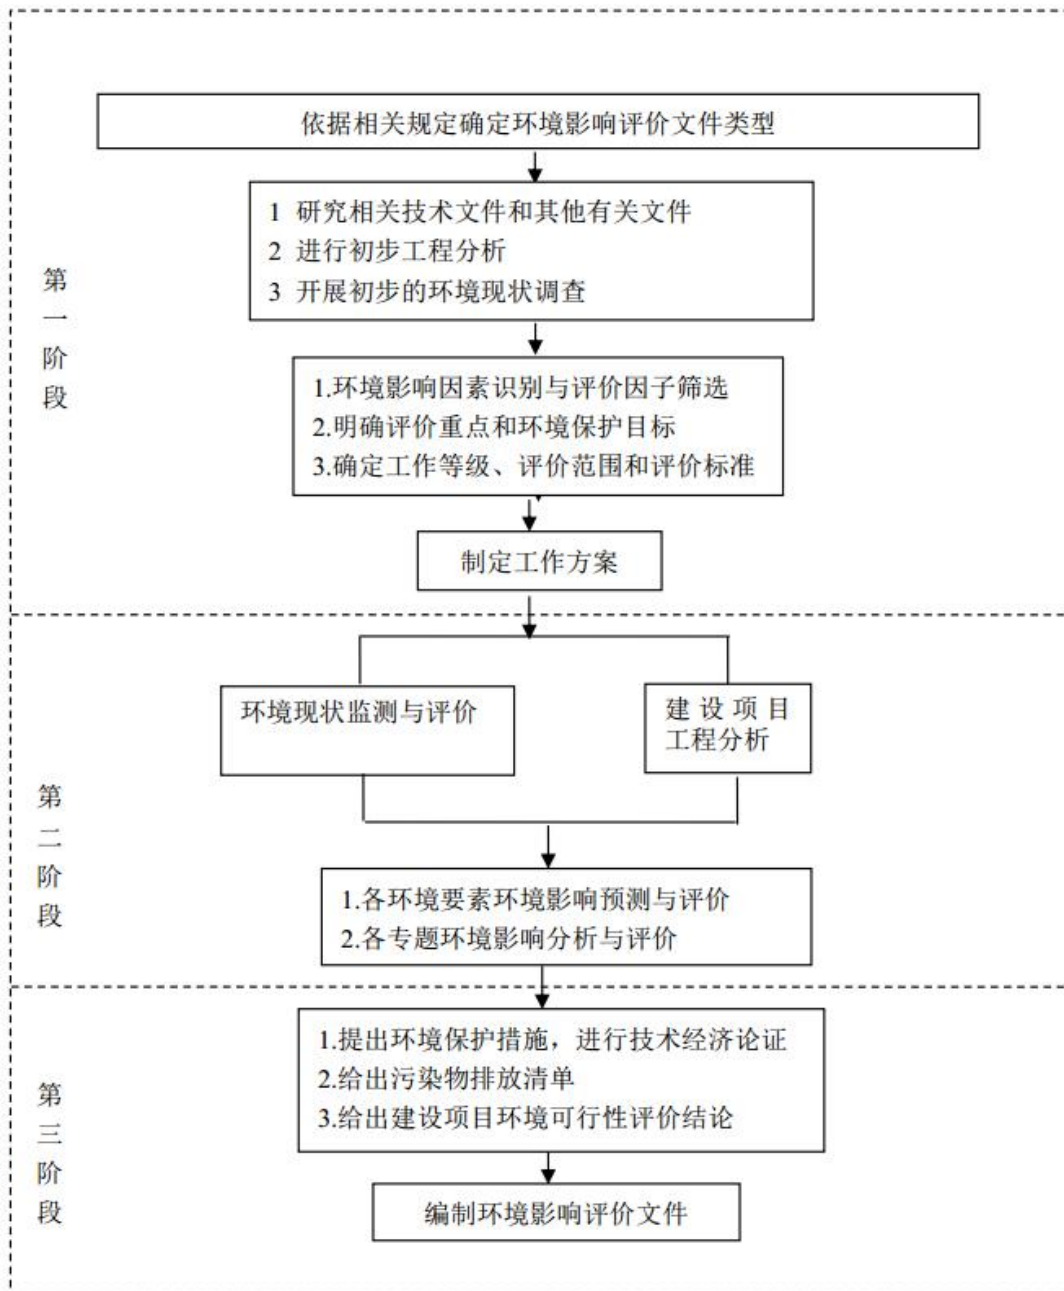 依据相关规定确定环境影响评价文件类型
1 研究相关技术文件和其他有关文件
2 进行初步工程分析
3 开展初步的环境现状调查
第一阶段
1.环境影响因素识别与评价因子筛选
2.明确评价重点和环境保护目标
3.确定工作等级、评价范围和评价标准
制定工作方案
环境现状监测与评价
建设项目
工程分析
第二阶段
1.各环境要素环境影响预测与评价
2.各专题环境影响分析与评价
1.提出环境保护措施，进行技术经济论证
2.给出污染物排放清单
3.给出建设项目环境可行性评价结论
第三阶段
编制环境影响评价文件